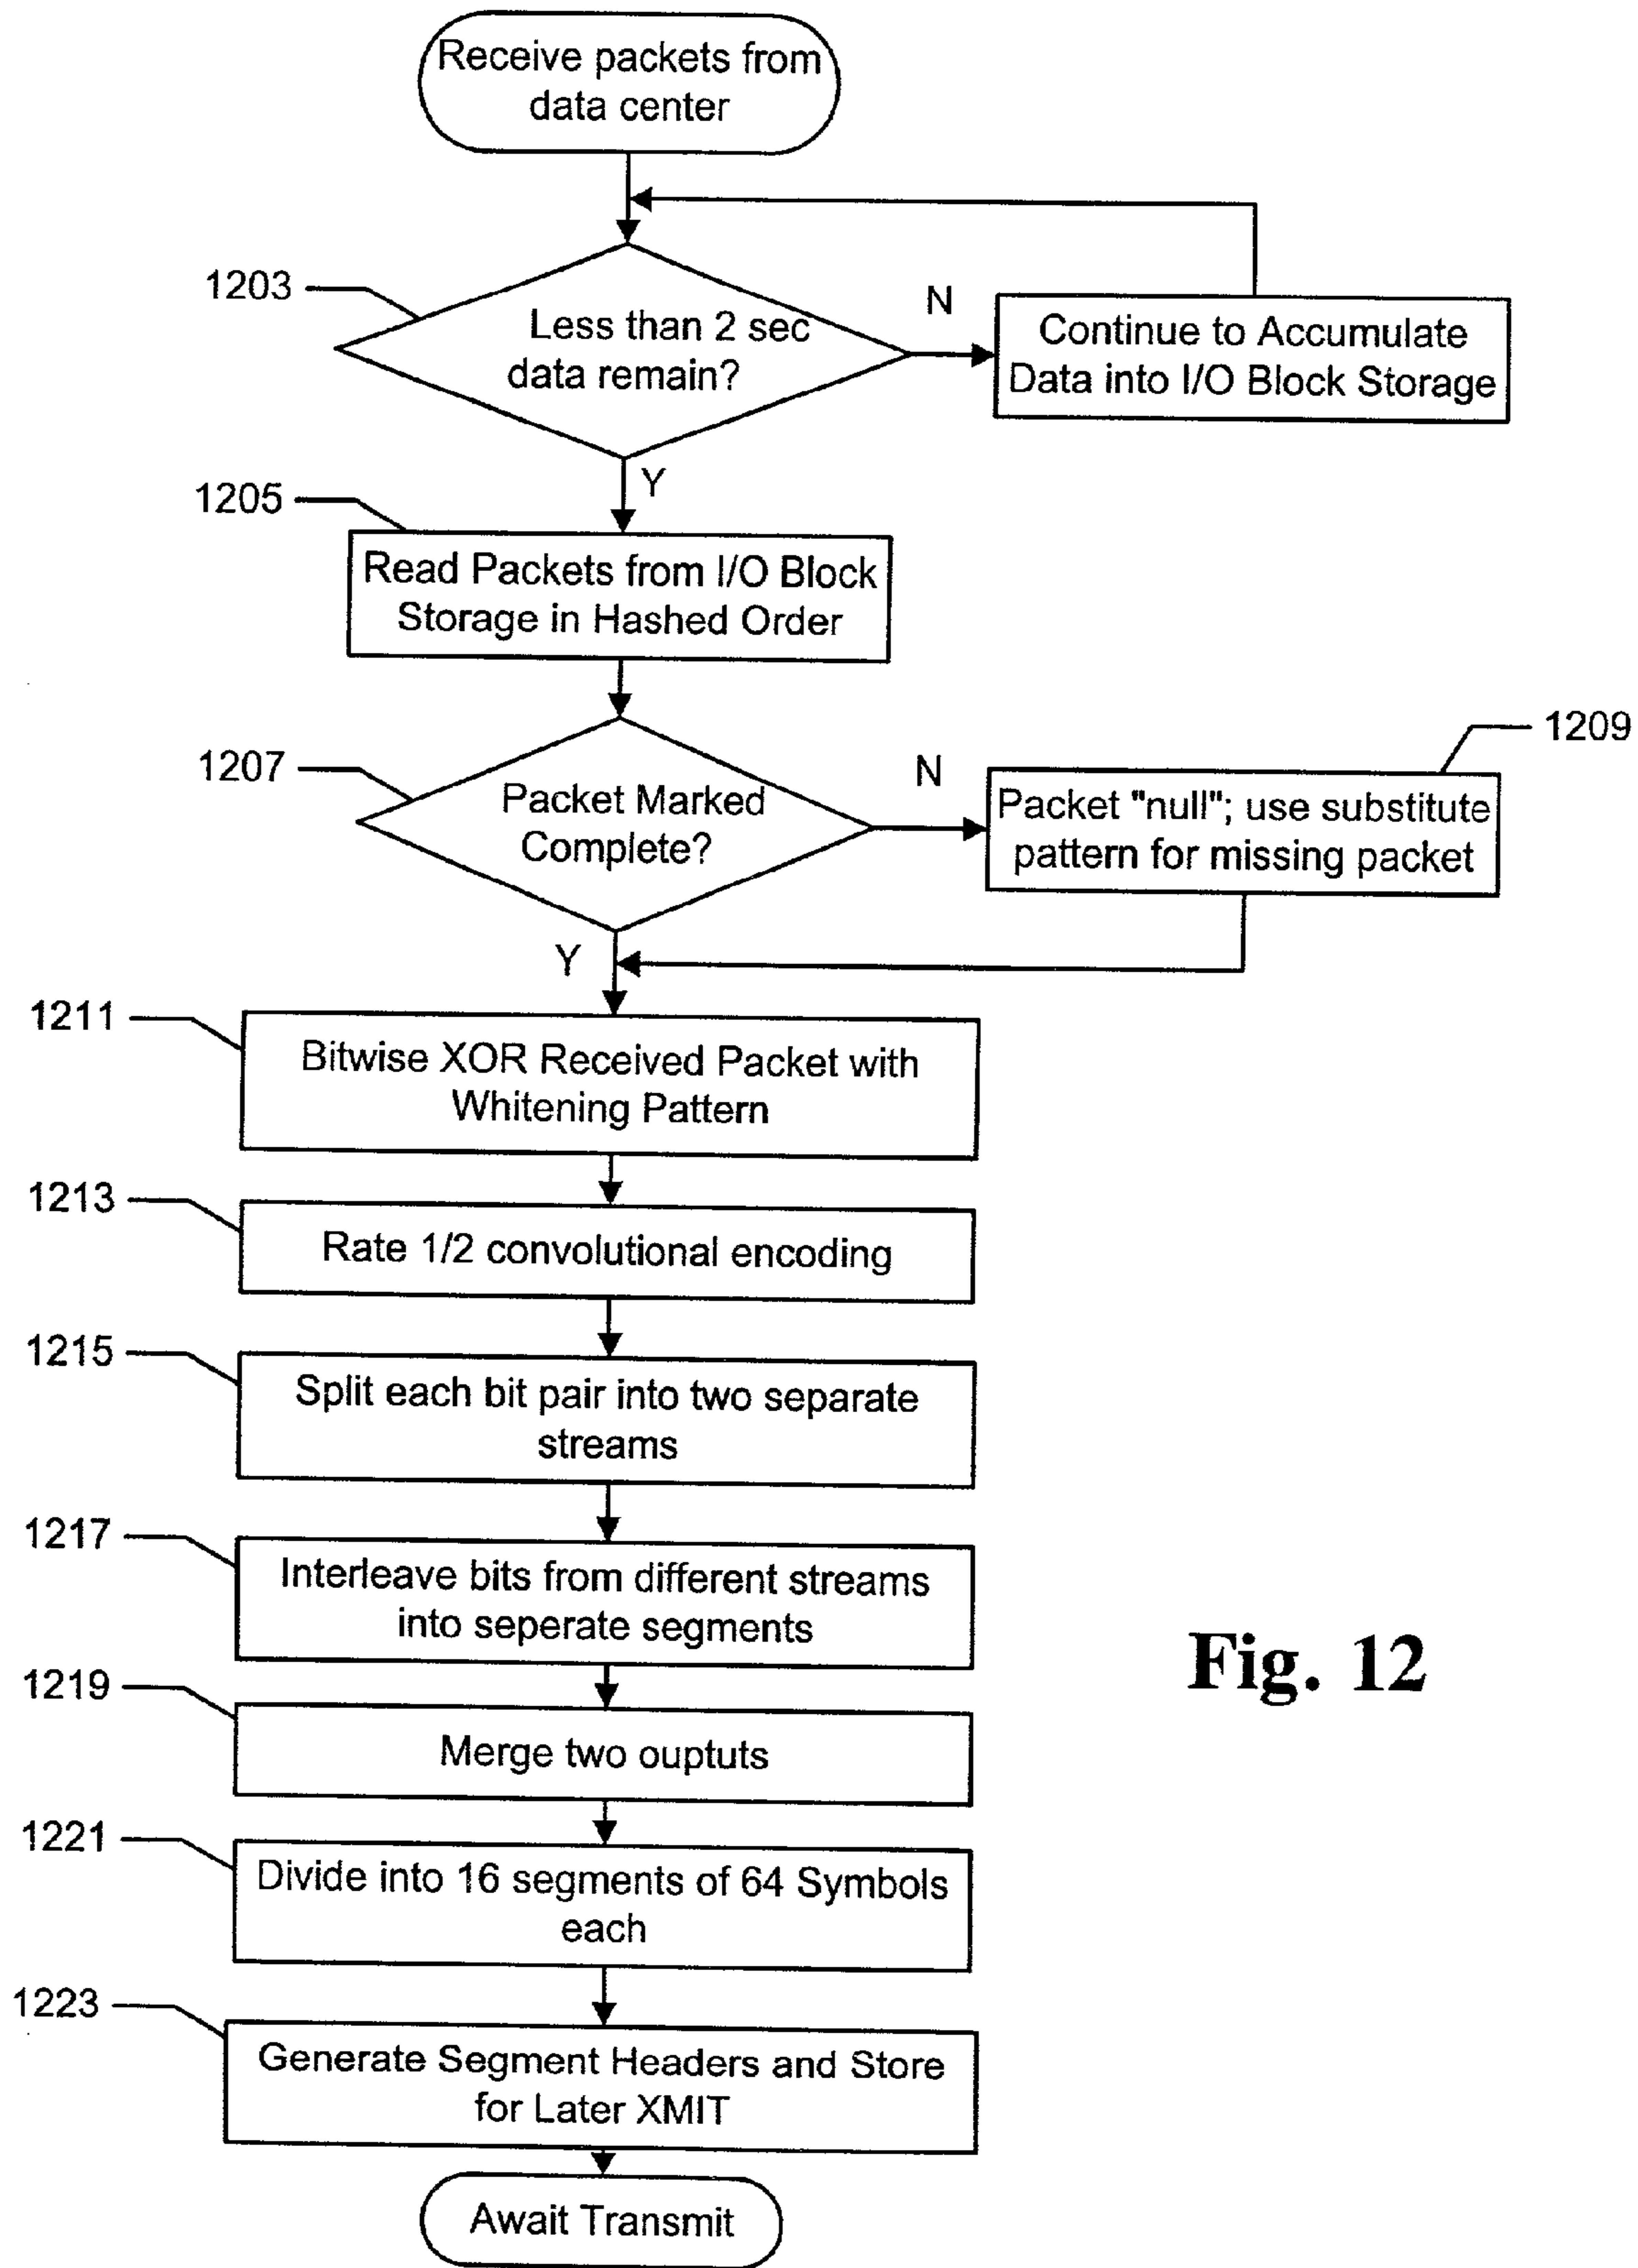 Receive packets from
data center
1203
Less than 2 sec
data remain?
N
Continue to Accumulate
Data into I/O Block Storage
Y
1205
Read Packets from I/O Block
Storage in Hashed Order
1207
Packet Marked
Complete?
N
1209
Packet "null"; use substitute
pattern for missing packet
Y
1211
Bitwise XOR Received Packet with
Whitening Pattern
1213
Rate 1/2 convolutional encoding
1215
Split each bit pair into two separate
streams
1217
Interleave bits from different streams
into seperate segments
1219
Merge two ouptuts
1221
Divide into 16 segments of 64 Symbols
each
1223
Generate Segment Headers and Store
for Later XMIT
Await Transmit
Fig. 12